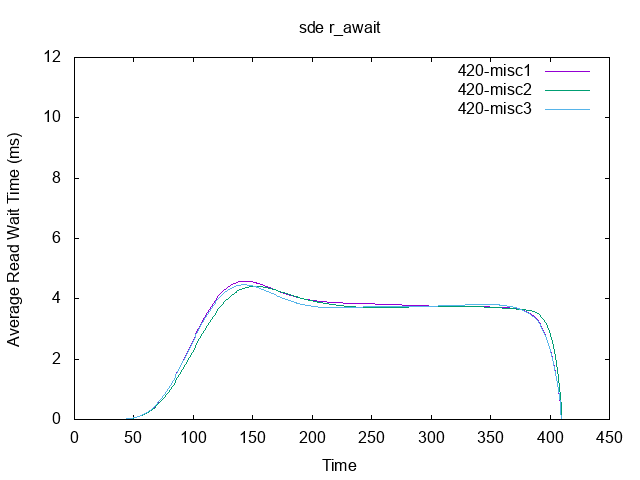 sde r_await
12
10
8
6
4
2
0
Average Read Wait Time (ms)
420-misc1
420-misc2
420-misc3
0 50 100 150 200 250 300 350 400 450
Time